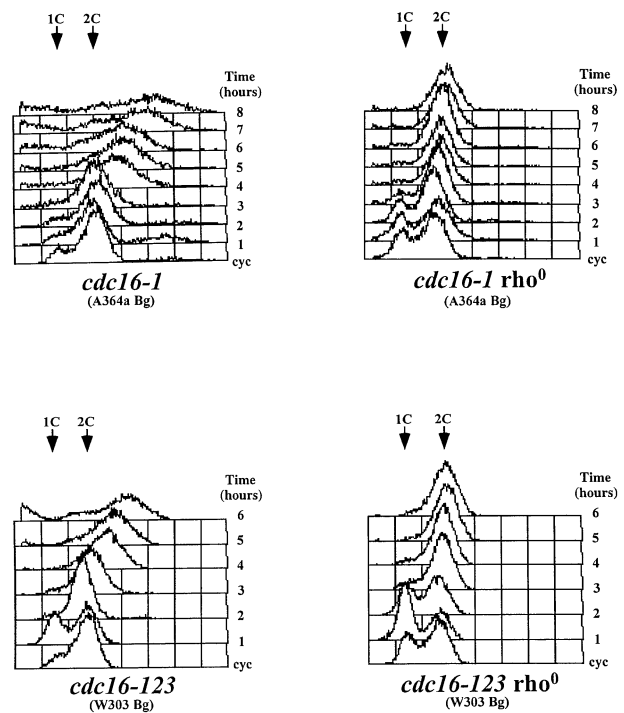 1C 2C
Time
(hours)
8
7
6
5
4
3
2
1
cyc
cdc16-1
(A364a Bg)
1C 2C
Time
(hours)
8
7
6
5
4
3
2
1
cyc
cdc16-1 rho0
(A364a Bg)
1C 2C
Time
(hours)
6
5
4
3
2
1
cyc
cdc16-123
(W303 Bg)
1C 2C
Time
(hours)
6
5
4
3
2
1
cyc
cdc16-123 rho0
(W303 Bg)